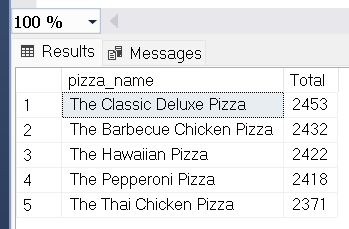 100 %
Results Messages
pizza_name Total
1 The Classic Deluxe Pizza 2453
2 The Barbecue Chicken Pizza 2432
3 The Hawaiian Pizza 2422
4 The Pepperoni Pizza 2418
5 The Thai Chicken Pizza 2371